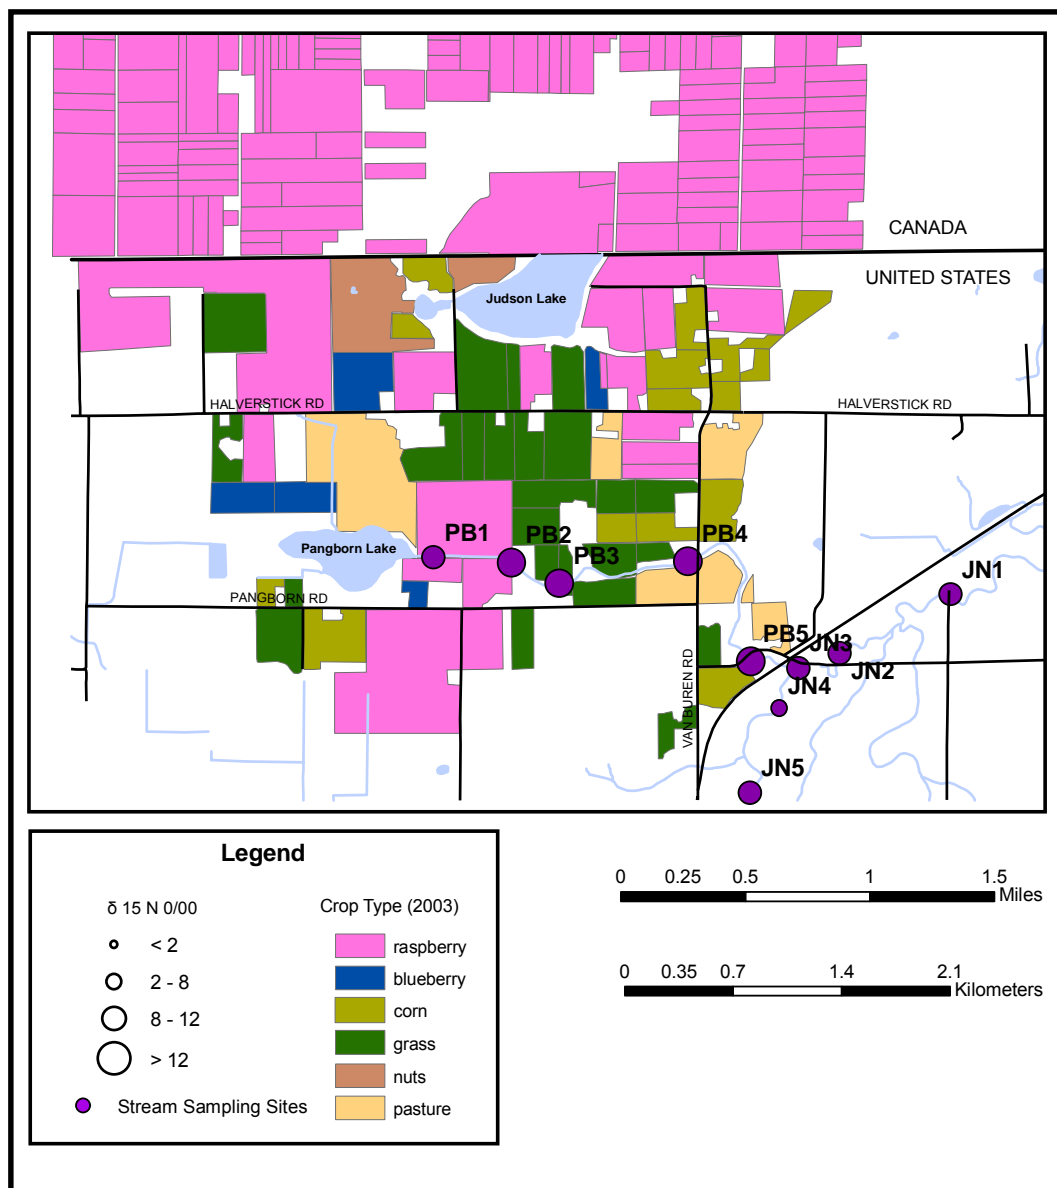 CANADA
UNITED STATES
Judson Lake
HALVERSTICK RD
HALVERSTICK RD
PB1
PB2
PB3
PB4
Pangborn Lake
JN1
PANGBORN RD
PB5
JN3
JN2
JN4
VAN BUREN RD
JN5
Legend
δ 15 N 0/00
< 2
2 - 8
8 - 12
> 12
Stream Sampling Sites
Crop Type (2003)
raspberry
blueberry
corn
grass
nuts
pasture
0 0.25 0.5 1 1.5
Miles
0 0.35 0.7 1.4 2.1
Kilometers